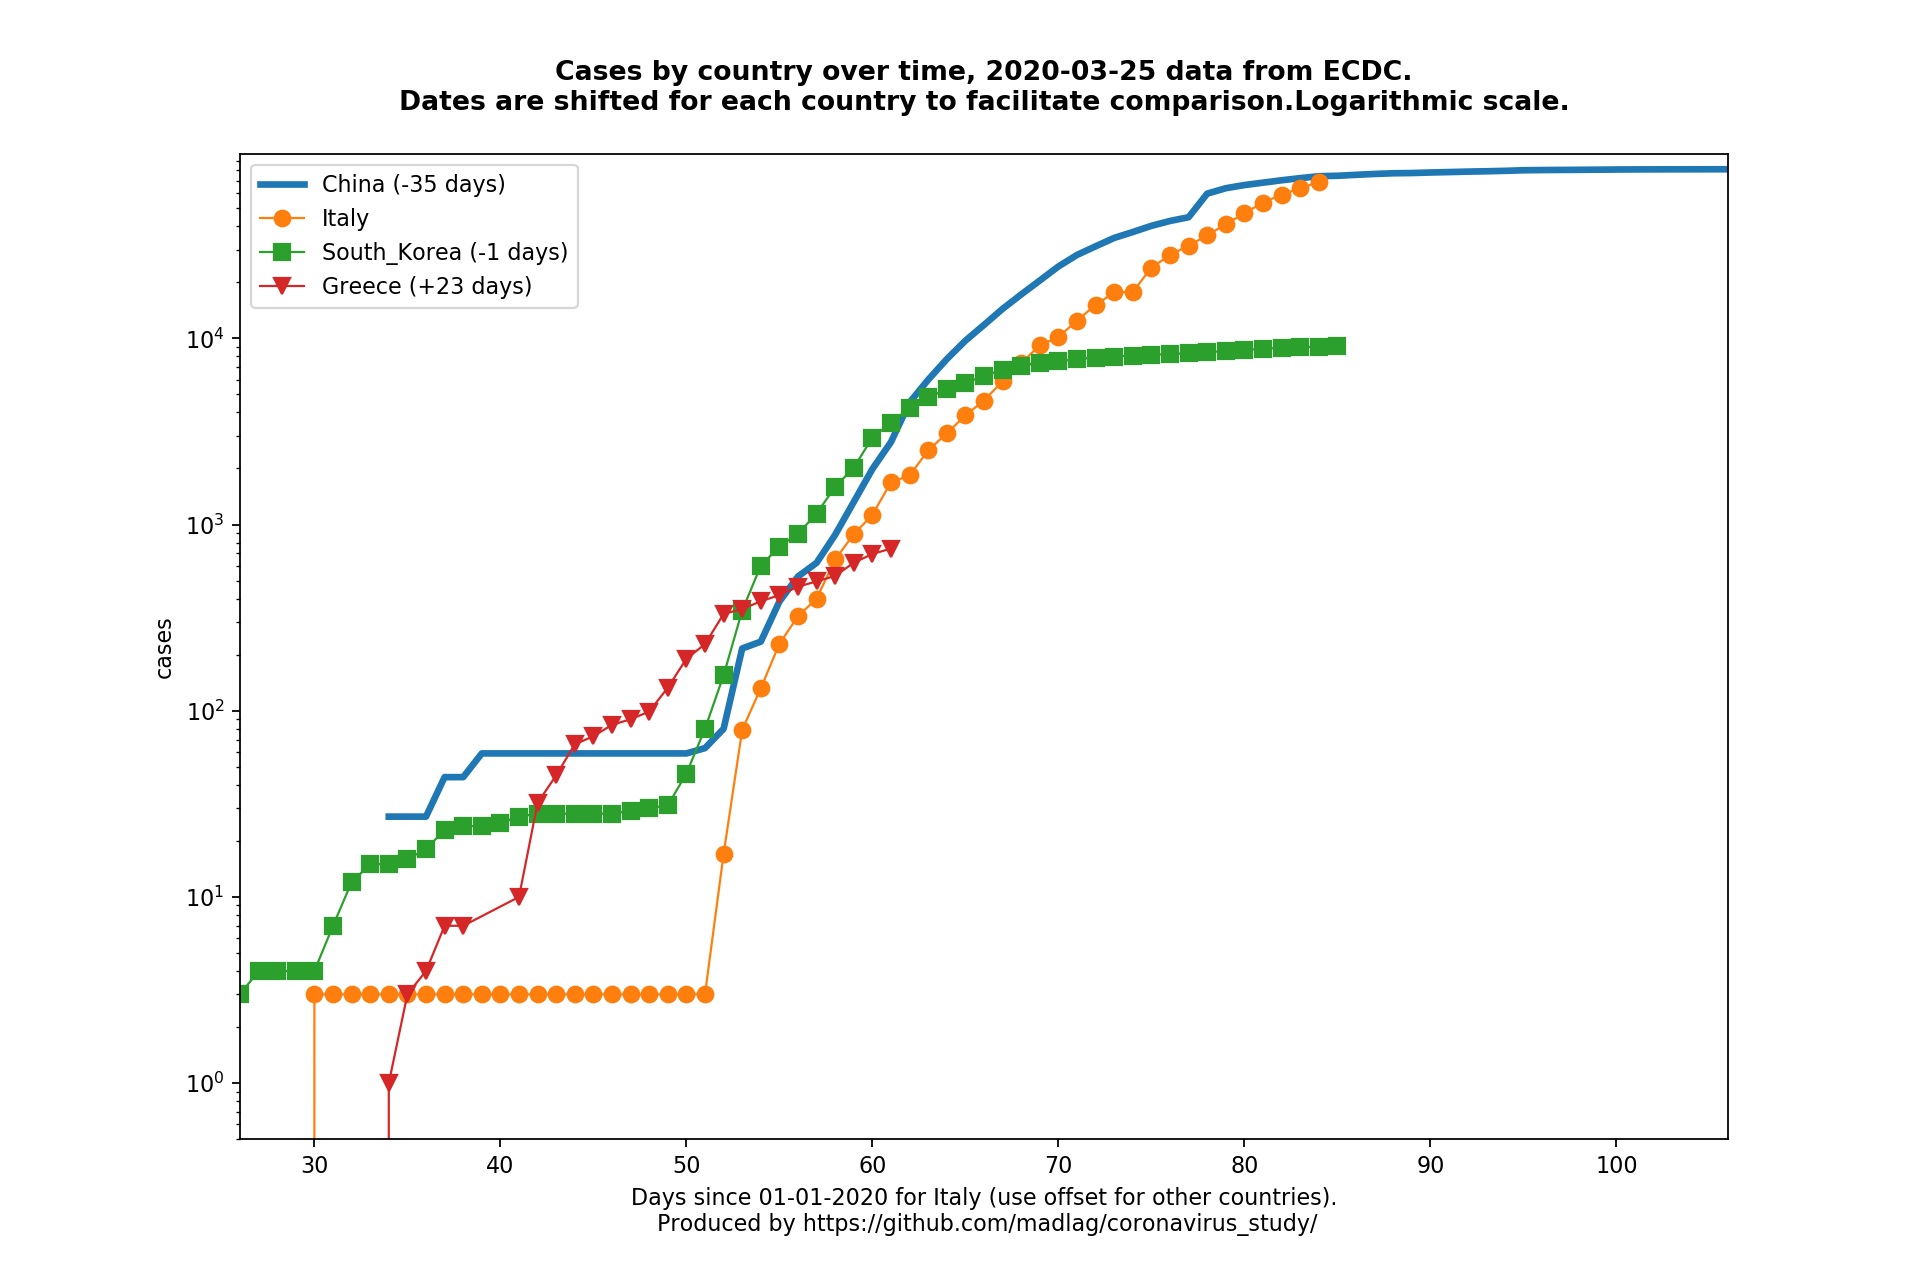 Cases by country over time, 2020-03-25 data from ECDC.
Dates are shifted for each country to facilitate comparison.Logarithmic scale.
China (-35 days)
Italy
South_Korea (-1 days)
Greece (+23 days)
10⁴
10³
10²
10¹
10⁰
cases
30 40 50 60 70 80 90 100
Days since 01-01-2020 for Italy (use offset for other countries).
Produced by https://github.com/madlag/coronavirus_study/